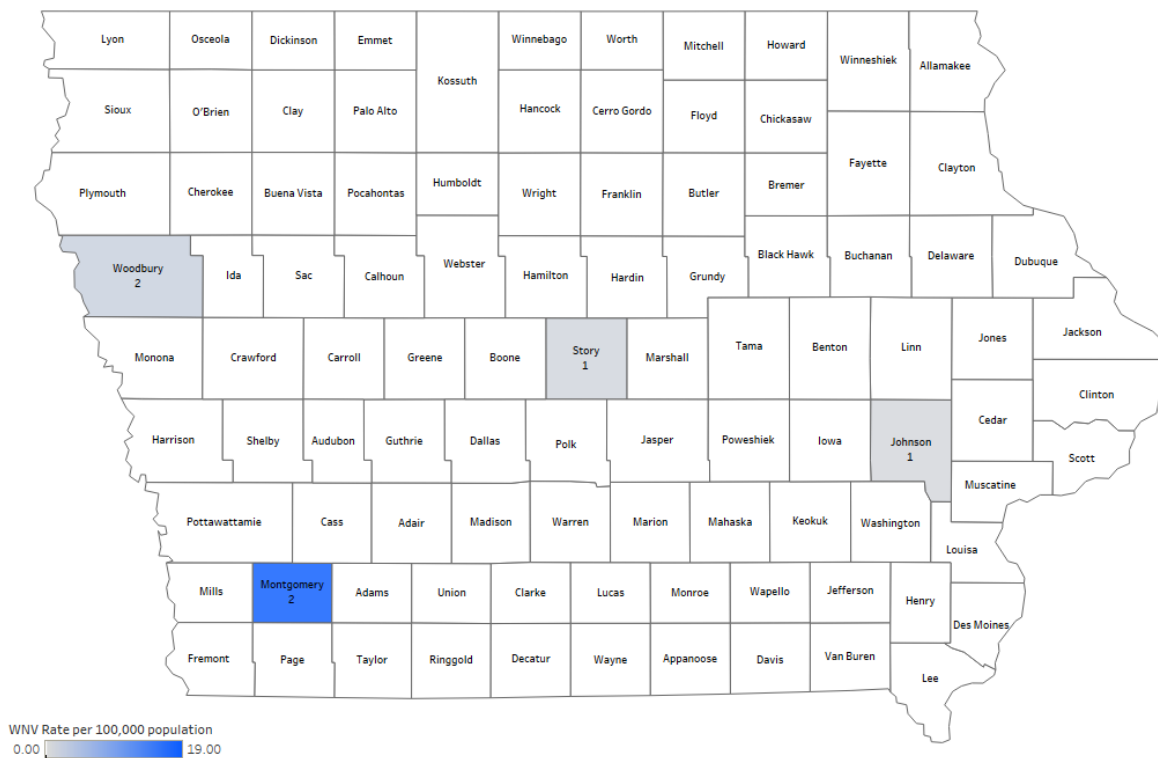 Lyon
Osceola
Dickinson
Emmet
Kossuth
Winnebago
Worth
Mitchell
Howard
Winneshiek
Allamakee
Sioux
O'Brien
Clay
Palo Alto
Hancock
Cerro Gordo
Floyd
Chickasaw
Fayette
Clayton
Plymouth
Cherokee
Buena Vista
Pocahontas
Humboldt
Wright
Franklin
Butler
Bremer
Woodbury
2
Ida
Sac
Calhoun
Webster
Hamilton
Hardin
Grundy
Black Hawk
Buchanan
Delaware
Dubuque
Monona
Crawford
Carroll
Greene
Boone
Story
1
Marshall
Tama
Benton
Linn
Jones
Jackson
Clinton
Harrison
Shelby
Audubon
Guthrie
Dallas
Polk
Jasper
Poweshiek
Iowa
Johnson
1
Cedar
Scott
Muscatine
Pottawattamie
Cass
Adair
Madison
Warren
Marion
Mahaska
Keokuk
Washington
Louisa
Mills
Montgomery
2
Adams
Union
Clarke
Lucas
Monroe
Wapello
Jefferson
Henry
Des Moines
Fremont
Page
Taylor
Ringgold
Decatur
Wayne
Appanoose
Davis
Van Buren
Lee
WNV Rate per 100,000 population
0.00 19.00